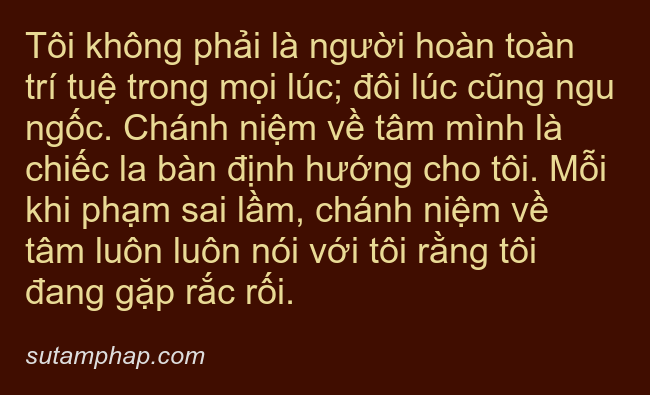 Tôi không phải là người hoàn toàn
trí tuệ trong mọi lúc; đôi lúc cũng ngu
ngốc. Chánh niệm về tâm mình là
chiếc la bàn định hướng cho tôi. Mỗi
khi phạm sai lầm, chánh niệm về
tâm luôn luôn nói với tôi rằng tôi
đang gặp rắc rối.
sutamphap.com